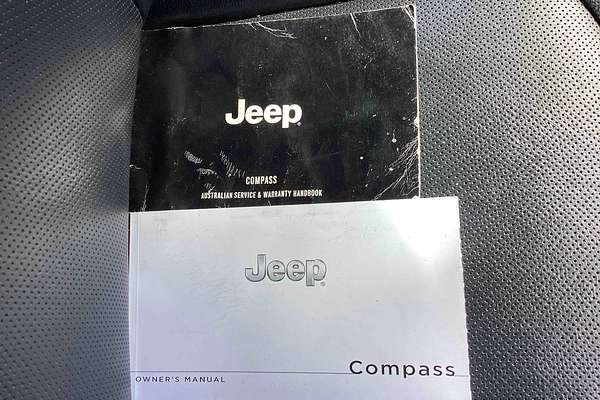 Jeep
COMPASS
AUSTRALIAN SERVICE & WARRANTY HANDBOOK
Jeep
Compass
OWNER'S MANUAL